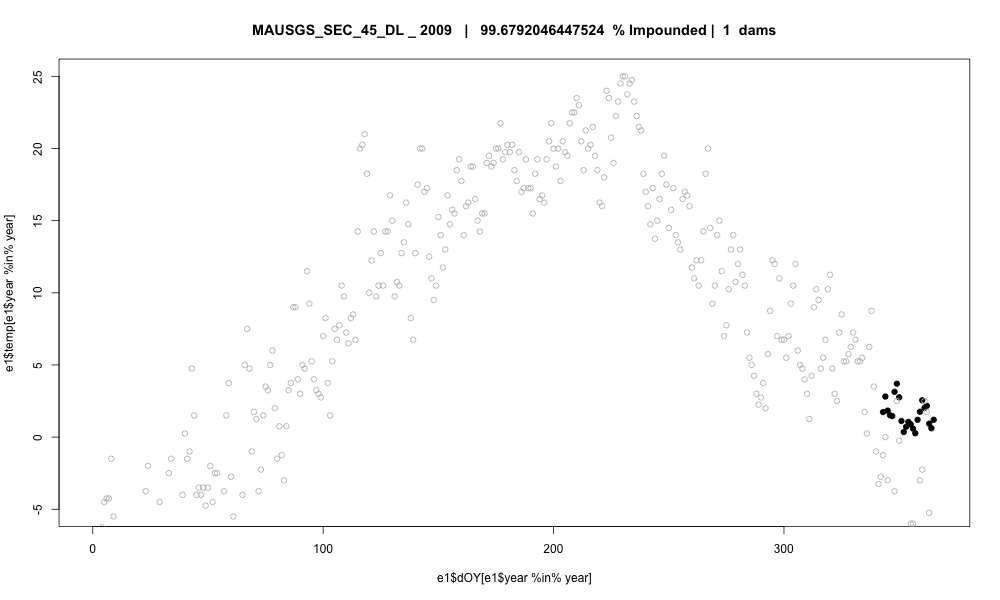 MAUSGS_SEC_45_DL _ 2009 | 99.6792046447524 % Impounded | 1 dams
e1$temp[e1$year %in% year]
25
20
15
10
5
0
-5
0 100 200 300
e1$dOY[e1$year %in% year]